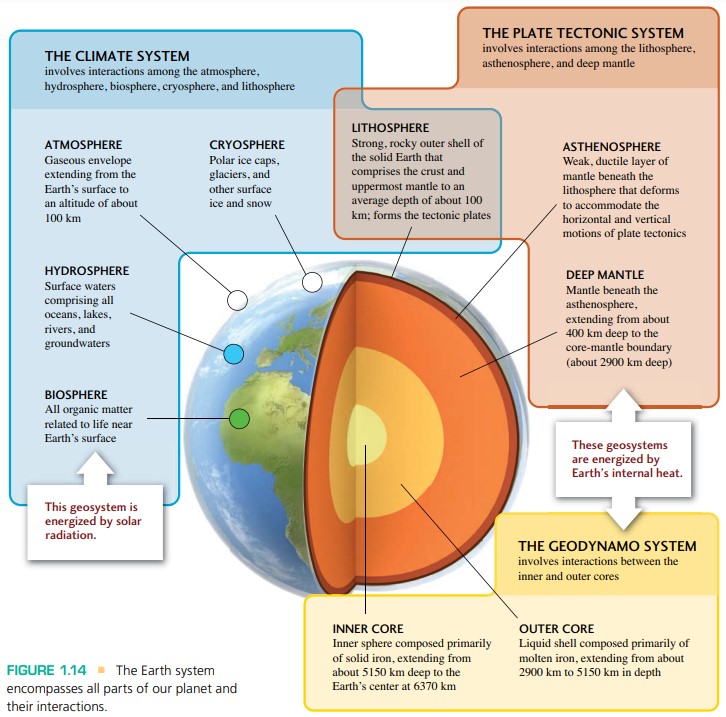 THE CLIMATE SYSTEM
involves interactions among the atmosphere,
hydrosphere, biosphere, cryosphere, and lithosphere
THE PLATE TECTONIC SYSTEM
involves interactions among the lithosphere,
asthenosphere, and deep mantle
ATMOSPHERE
Gaseous envelope
extending from the
Earth's surface to
an altitude of about
100 km
CRYOSPHERE
Polar ice caps,
glaciers, and
other surface
ice and snow
LITHOSPHERE
Strong, rocky outer shell of
the solid Earth that
comprises the crust and
uppermost mantle to an
average depth of about 100
km; forms the tectonic plates
ASTHENOSPHERE
Weak, ductile layer of
mantle beneath the
lithosphere that deforms
to accommodate the
horizontal and vertical
motions of plate tectonics
HYDROSPHERE
Surface waters
comprising all
oceans, lakes,
rivers, and
groundwaters
DEEP MANTLE
Mantle beneath the
asthenosphere,
extending from about
400 km deep to the
core-mantle boundary
(about 2900 km deep)
BIOSPHERE
All organic matter
related to life near
Earth's surface
This geosystem is
energized by solar
radiation.
These geosystems
are energized by
Earth's internal heat.
THE GEODYNAMO SYSTEM
involves interactions between the
inner and outer cores
INNER CORE
Inner sphere composed primarily
of solid iron, extending from
about 5150 km deep to the
Earth's center at 6370 km
OUTER CORE
Liquid shell composed primarily of
molten iron, extending from about
2900 km to 5150 km in depth
FIGURE 1.14 ■ The Earth system
encompasses all parts of our planet and
their interactions.